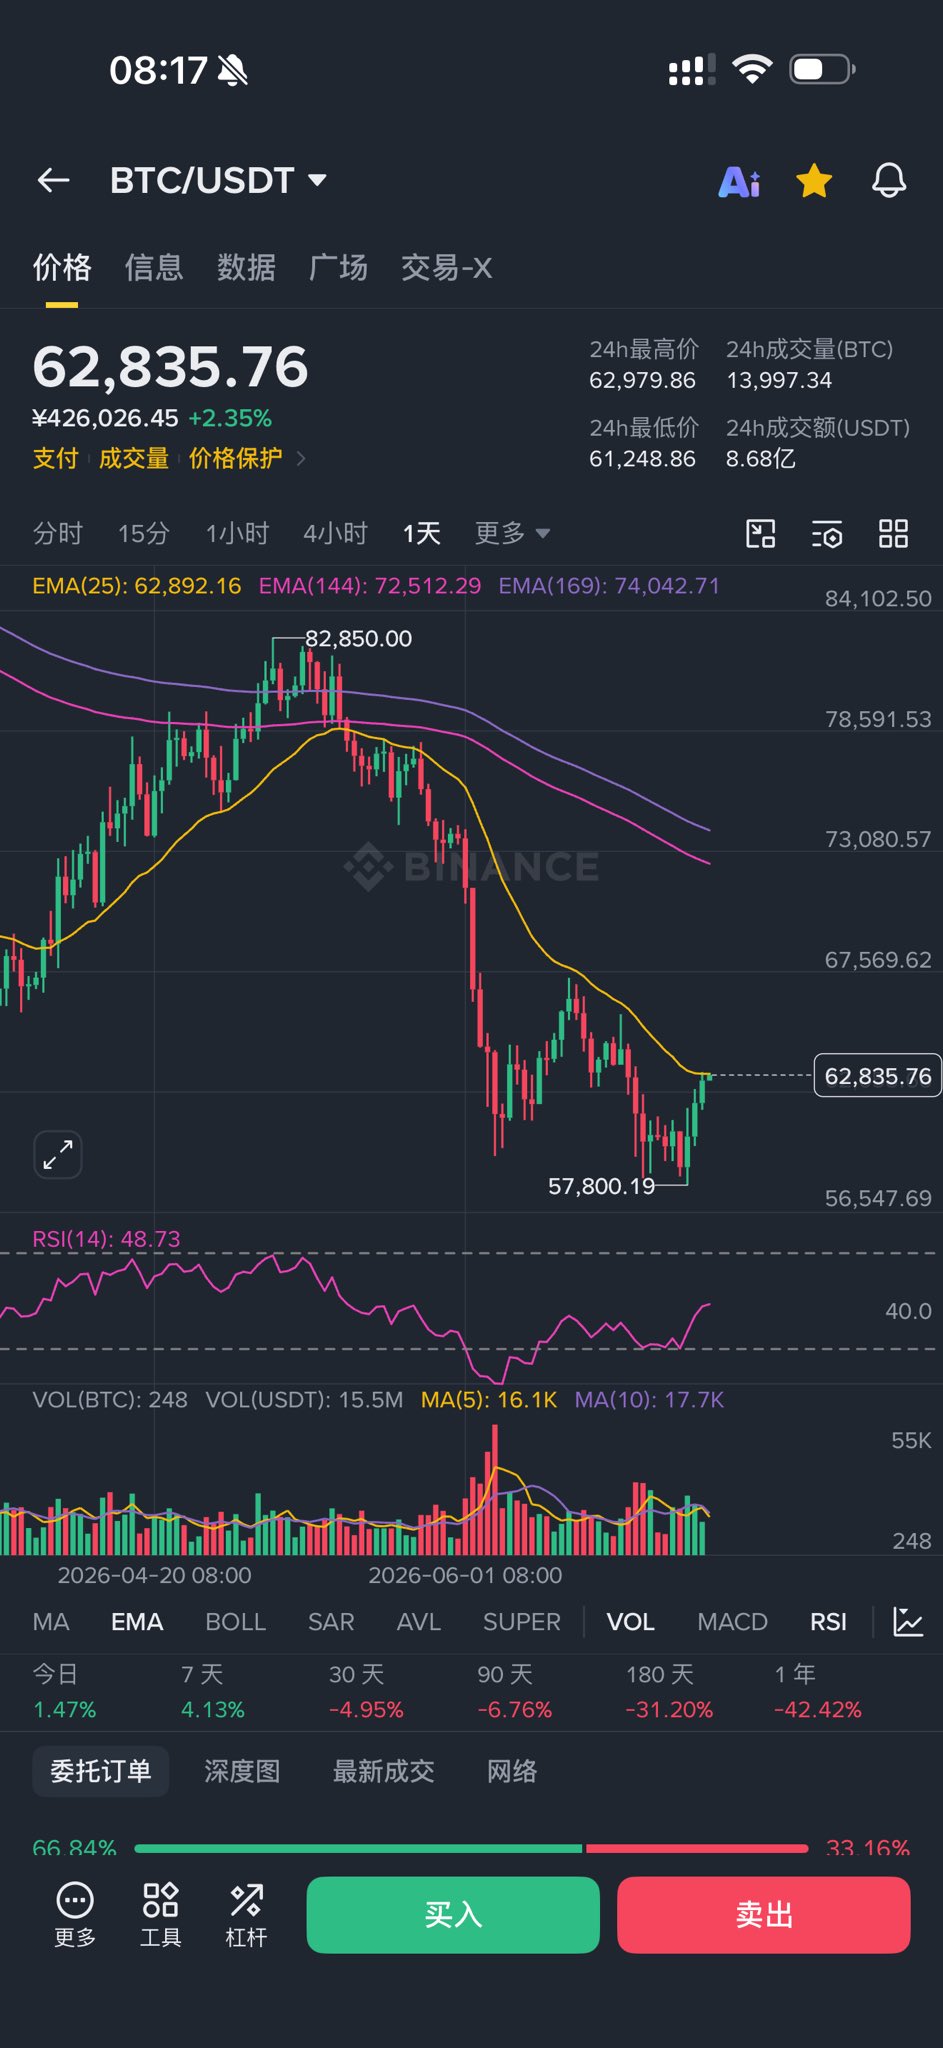 08:17
BTC/USDT
Ai
价格 信息 数据 广场 交易-X
62,835.76
¥426,026.45 +2.35%
支付 成交量 价格保护
24h最高价 24h成交量(BTC)
62,979.86 13,997.34
24h最低价 24h成交额(USDT)
61,248.86 8.68亿
分时 15分 1小时 4小时 1天 更多
EMA(25): 62,892.16 EMA(144): 72,512.29 EMA(169): 74,042.71
84,102.50
82,850.00
78,591.53
73,080.57
BINANCE
67,569.62
62,835.76
57,800.19
56,547.69
RSI(14): 48.73
40.0
VOL(BTC): 248 VOL(USDT): 15.5M MA(5): 16.1K MA(10): 17.7K
55K
248
2026-04-20 08:00 2026-06-01 08:00
MA EMA BOLL SAR AVL SUPER VOL MACD RSI
今日 7 天 30 天 90 天 180 天 1 年
1.47% 4.13% -4.95% -6.76% -31.20% -42.42%
委托订单 深度图 最新成交 网络
66.84% 33.16%
更多 工具 杠杆 买入 卖出